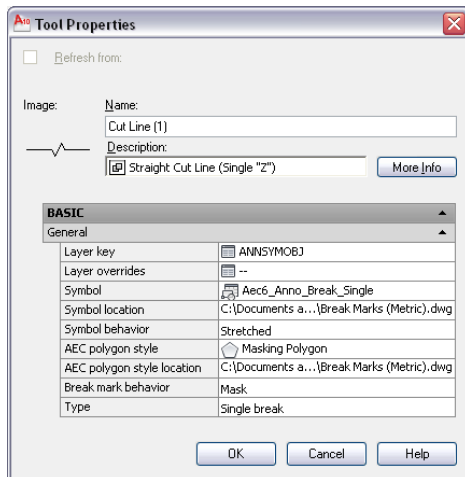 A10 Tool Properties
Refresh from:
Image:
Name:
Cut Line (1)
Description:
Straight Cut Line (Single "Z")
More Info
BASIC
General
Layer key ANNSYMOBJ
Layer overrides --
Symbol Aec6_Anno_Break_Single
Symbol location C:\Documents a...\Break Marks (Metric).dwg
Symbol behavior Stretched
AEC polygon style Masking Polygon
AEC polygon style location C:\Documents a...\Break Marks (Metric).dwg
Break mark behavior Mask
Type Single break
OK Cancel Help